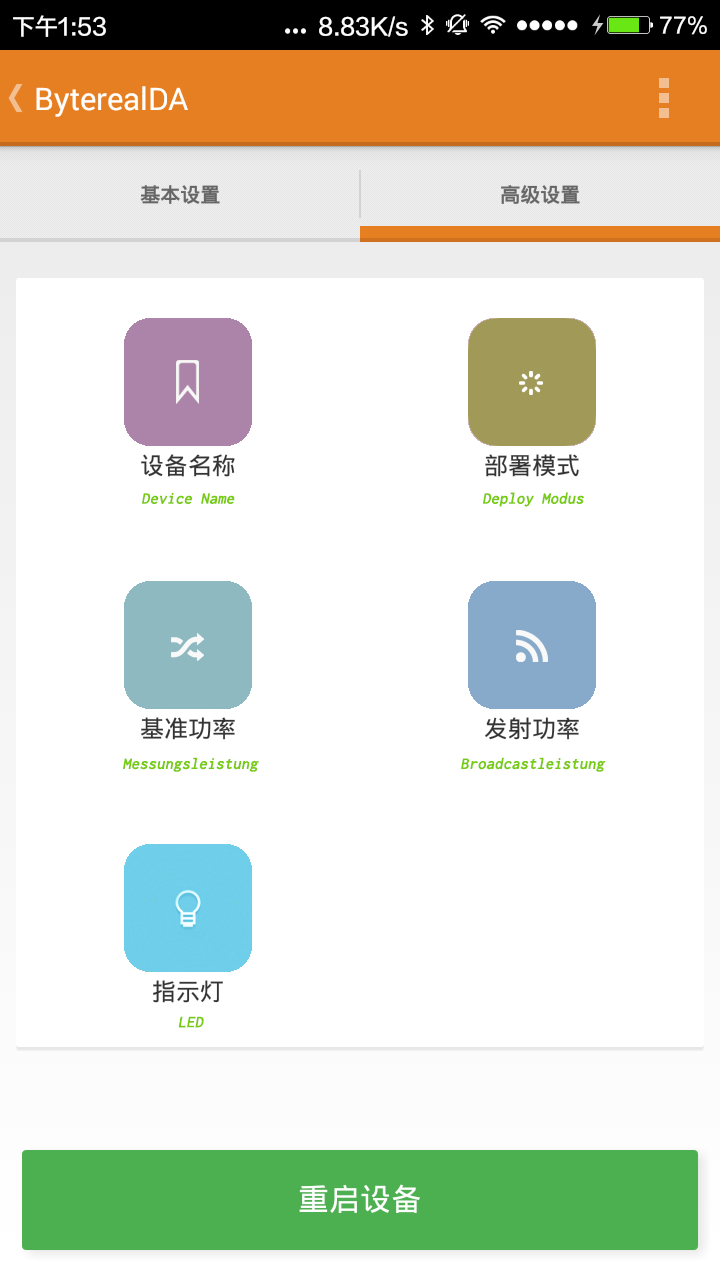 下午1:53 ... 8.83K/s 77%
ByterealDA
基本设置 高级设置
设备名称 部署模式
Device Name Deploy Modus
基准功率 发射功率
Messungsleistung Broadcastleistung
指示灯
LED
重启设备